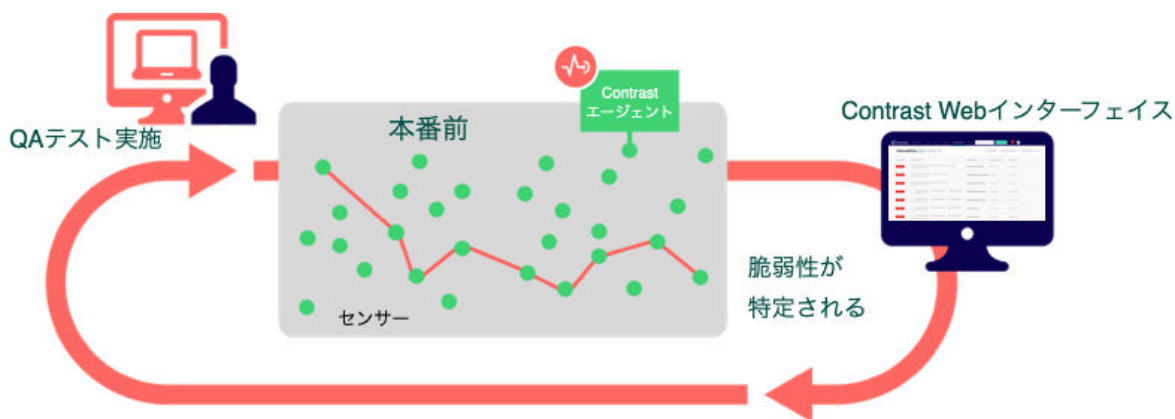 QAテスト実施
本番前
Contrast
エージェント
Contrast Webインターフェイス
センサー
脆弱性が
特定される